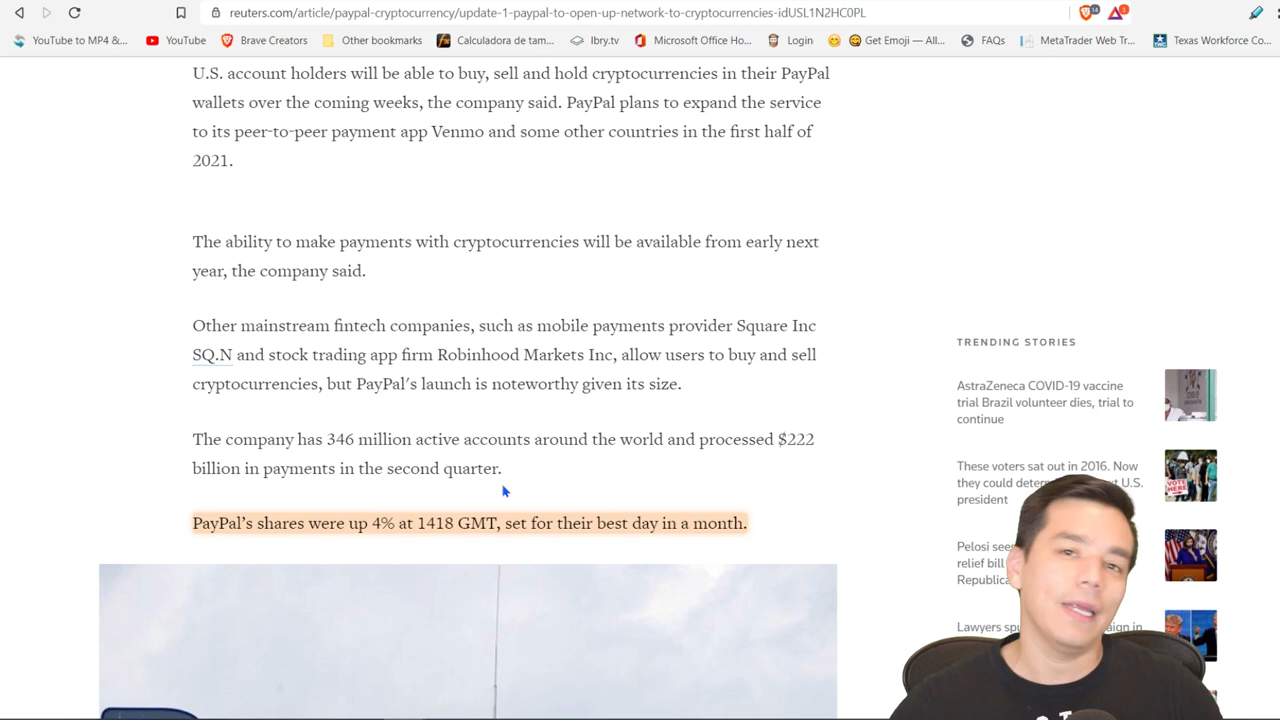 reuters.com/article/paypal-cryptocurrency/update-1-paypal-to-open-up-network-to-cryptocurrencies-idUSL1N2HC0PL
YouTube to MP4 &... YouTube Brave Creators Other bookmarks Calculadora de tam... lbry.tv Microsoft Office Ho... Login Get Emoji — All... FAQs MetaTrader Web Tr... Texas Workforce Co...
U.S. account holders will be able to buy, sell and hold cryptocurrencies in their PayPal
wallets over the coming weeks, the company said. PayPal plans to expand the service
to its peer-to-peer payment app Venmo and some other countries in the first half of
2021.
The ability to make payments with cryptocurrencies will be available from early next
year, the company said.
Other mainstream fintech companies, such as mobile payments provider Square Inc
SQ.N and stock trading app firm Robinhood Markets Inc, allow users to buy and sell
cryptocurrencies, but PayPal's launch is noteworthy given its size.
The company has 346 million active accounts around the world and processed $222
billion in payments in the second quarter.
PayPal's shares were up 4% at 1418 GMT, set for their best day in a month.
TRENDING STORIES
AstraZeneca COVID-19 vaccine
trial Brazil volunteer dies, trial to
continue
These voters sat out in 2016. Now
they could U.S.
president
Pelosi
relief bill
Lawyers in
VOTE
HERE